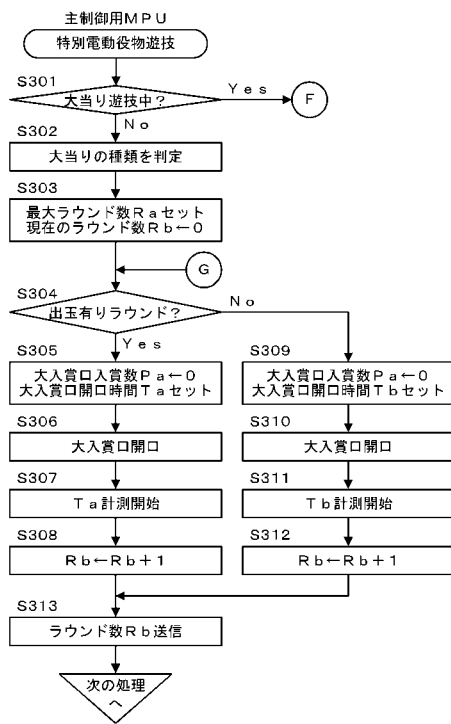 主制御用MPU
特別電動役物遊技
S301
大当り遊技中？
Yes
F
No
S302
大当りの種類を判定
S303
最大ラウンド数Raセット
現在のラウンド数Rb←0
G
S304
出玉有りラウンド？
No
Yes
S305
大入賞口入賞数Pa←0
大入賞口開口時間Taセット
S309
大入賞口入賞数Pa←0
大入賞口開口時間Tbセット
S306
大入賞口開口
S310
大入賞口開口
S307
Ta計測開始
S311
Tb計測開始
S308
Rb←Rb+1
S312
Rb←Rb+1
S313
ラウンド数Rb送信
次の処理
へ